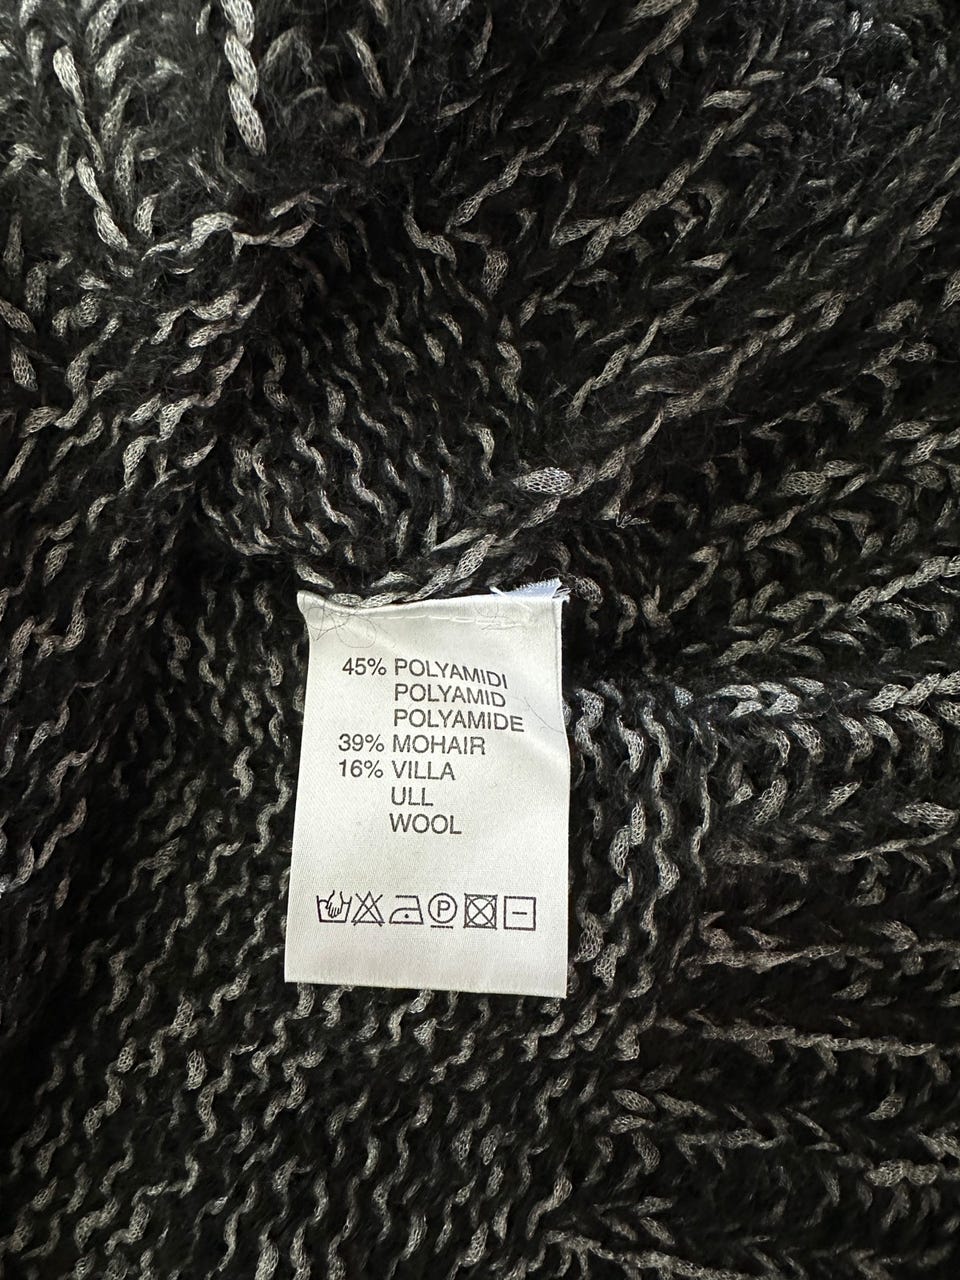 45% POLYAMIDI
POLYAMID
POLYAMIDE
39% MOHAIR
16% VILLA
ULL
WOOL
P